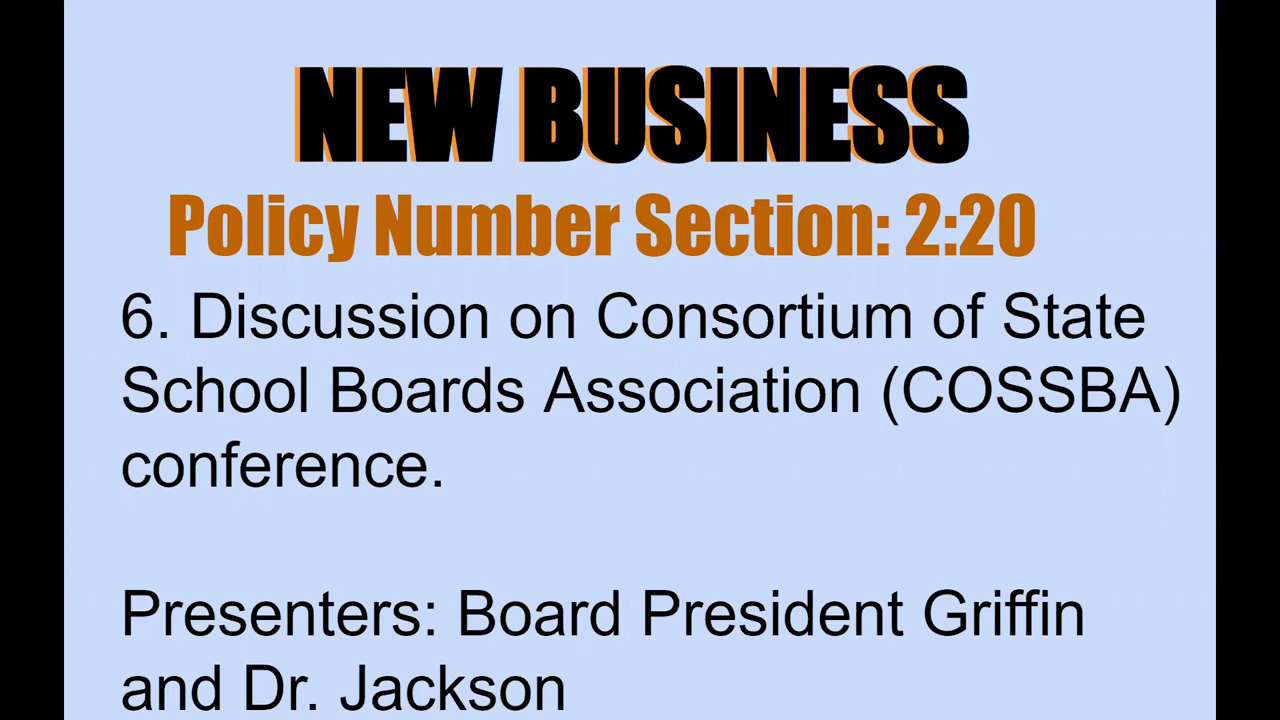 NEW BUSINESS
Policy Number Section: 2:20
6. Discussion on Consortium of State
School Boards Association (COSSBA)
conference.
Presenters: Board President Griffin
and Dr. Jackson